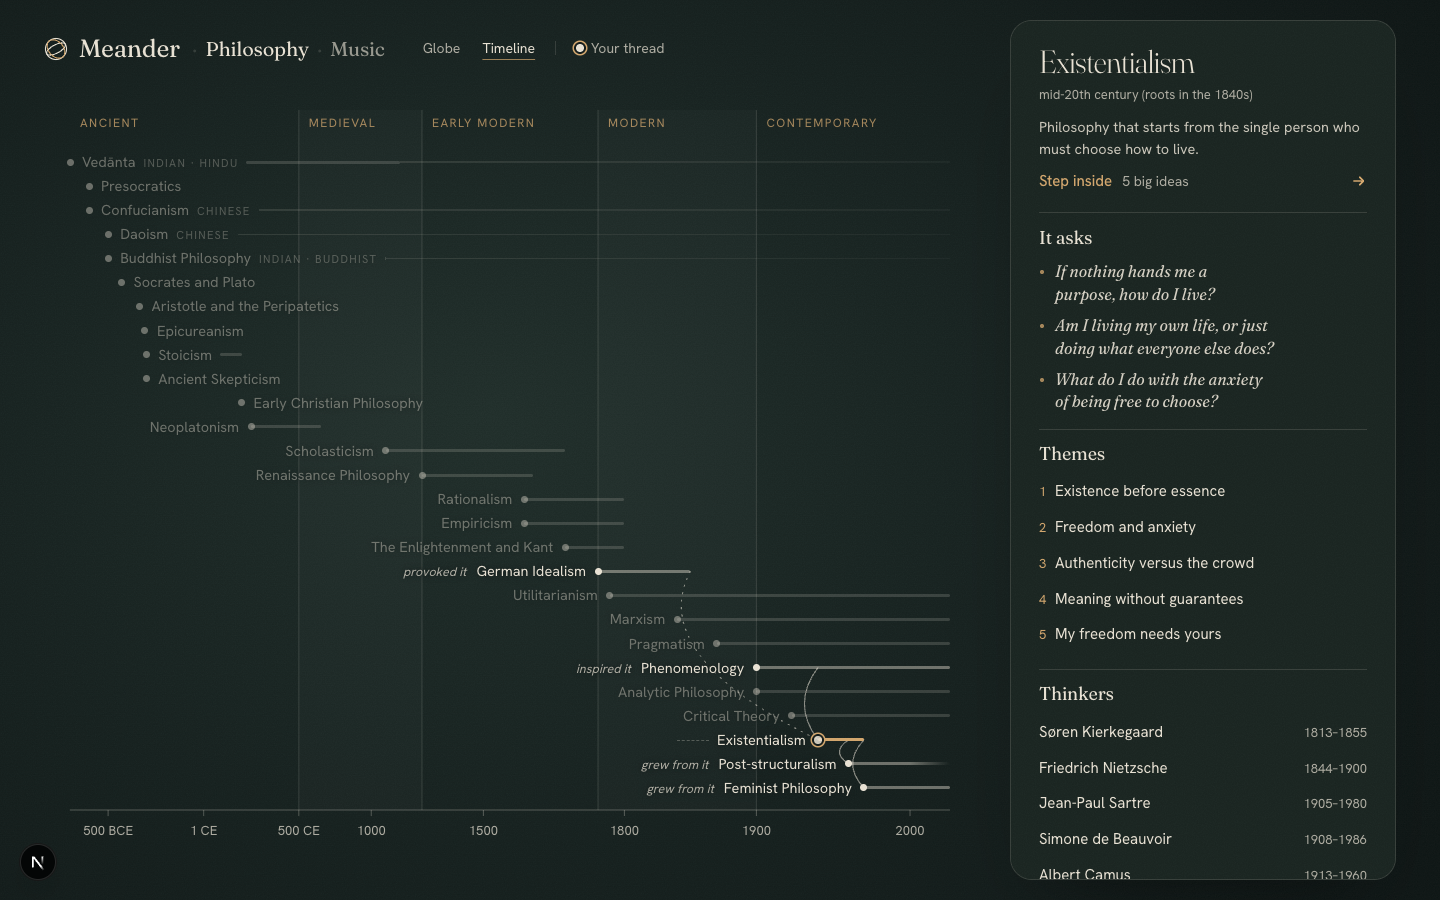 Meander · Philosophy · Music
Globe
Timeline
Your thread
ANCIENT
MEDIEVAL
EARLY MODERN
MODERN
CONTEMPORARY
Vedānta INDIAN · HINDU
Presocratics
Confucianism CHINESE
Daoism CHINESE
Buddhist Philosophy INDIAN · BUDDHIST
Socrates and Plato
Aristotle and the Peripatetics
Epicureanism
Stoicism
Ancient Skepticism
Early Christian Philosophy
Neoplatonism
Scholasticism
Renaissance Philosophy
Rationalism
Empiricism
The Enlightenment and Kant
provoked it German Idealism
Utilitarianism
Marxism
Pragmatism
inspired it Phenomenology
Analytic Philosophy
Critical Theory
Existentialism
grew from it Post-structuralism
grew from it Feminist Philosophy
500 BCE
1 CE
500 CE
1000
1500
1800
1900
2000
N
Existentialism
mid-20th century (roots in the 1840s)
Philosophy that starts from the single person who
must choose how to live.
Step inside 5 big ideas →
It asks
• If nothing hands me a
purpose, how do I live?
• Am I living my own life, or just
doing what everyone else does?
• What do I do with the anxiety
of being free to choose?
Themes
1 Existence before essence
2 Freedom and anxiety
3 Authenticity versus the crowd
4 Meaning without guarantees
5 My freedom needs yours
Thinkers
Søren Kierkegaard 1813–1855
Friedrich Nietzsche 1844–1900
Jean-Paul Sartre 1905–1980
Simone de Beauvoir 1908–1986
Albert Camus 1913–1960